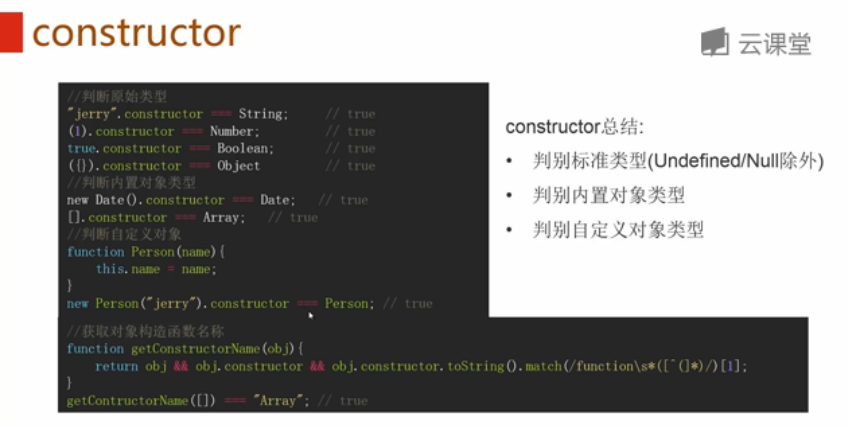 constructor
云课堂
//判断原始类型
"jerry".constructor === String; // true
(1).constructor === Number; // true
true.constructor === Boolean; // true
({}).constructor === Object // true
//判断内置对象类型
new Date().constructor === Date; // true
[].constructor === Array; // true
//判断自定义对象
function Person(name){
this.name = name;
}
new Person("jerry").constructor === Person; // true
//获取对象构造函数名称
function getConstructorName(obj){
return obj && obj.constructor && obj.constructor.toString().match(/function\s*([^(]*)/)[1];
}
getContructorName([]) === "Array"; // true
constructor总结:
• 判别标准类型(Undefined/Null除外)
• 判别内置对象类型
• 判别自定义对象类型